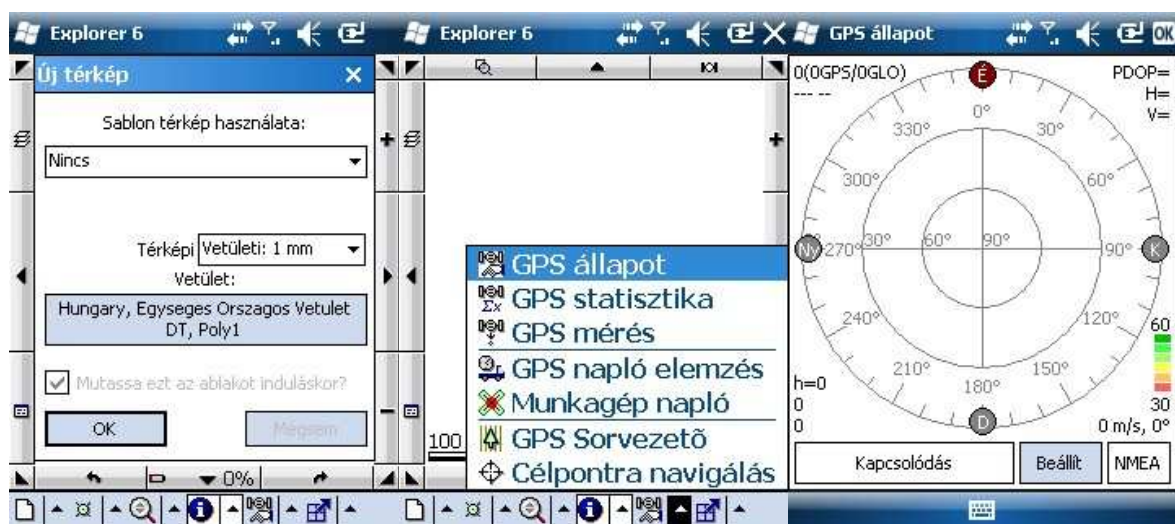 Explorer 6
Új térkép
Sablon térkép használata:
Nincs
Térképi Vetületi: 1 mm
Vetület:
Hungary, Egyseges Orszagos Vetulet
DT, Poly1
Mutassa ezt az ablakot induláskor?
OK Mégsem
0%
Explorer 6
GPS állapot
GPS statisztika
GPS mérés
GPS napló elemzés
Munkagép napló
GPS Sorvezetõ
Célpontra navigálás
100
GPS állapot OK
0(0GPS/0GLO) É PDOP=
--- -- H=
V=
0°
330° 30°
300° 60°
Ny 270° 30° 60° 90° 90° K
240° 120° 60
210° 150°
h=0 180°
0 30
0 D 0 m/s, 0°
Kapcsolódás Beállít NMEA